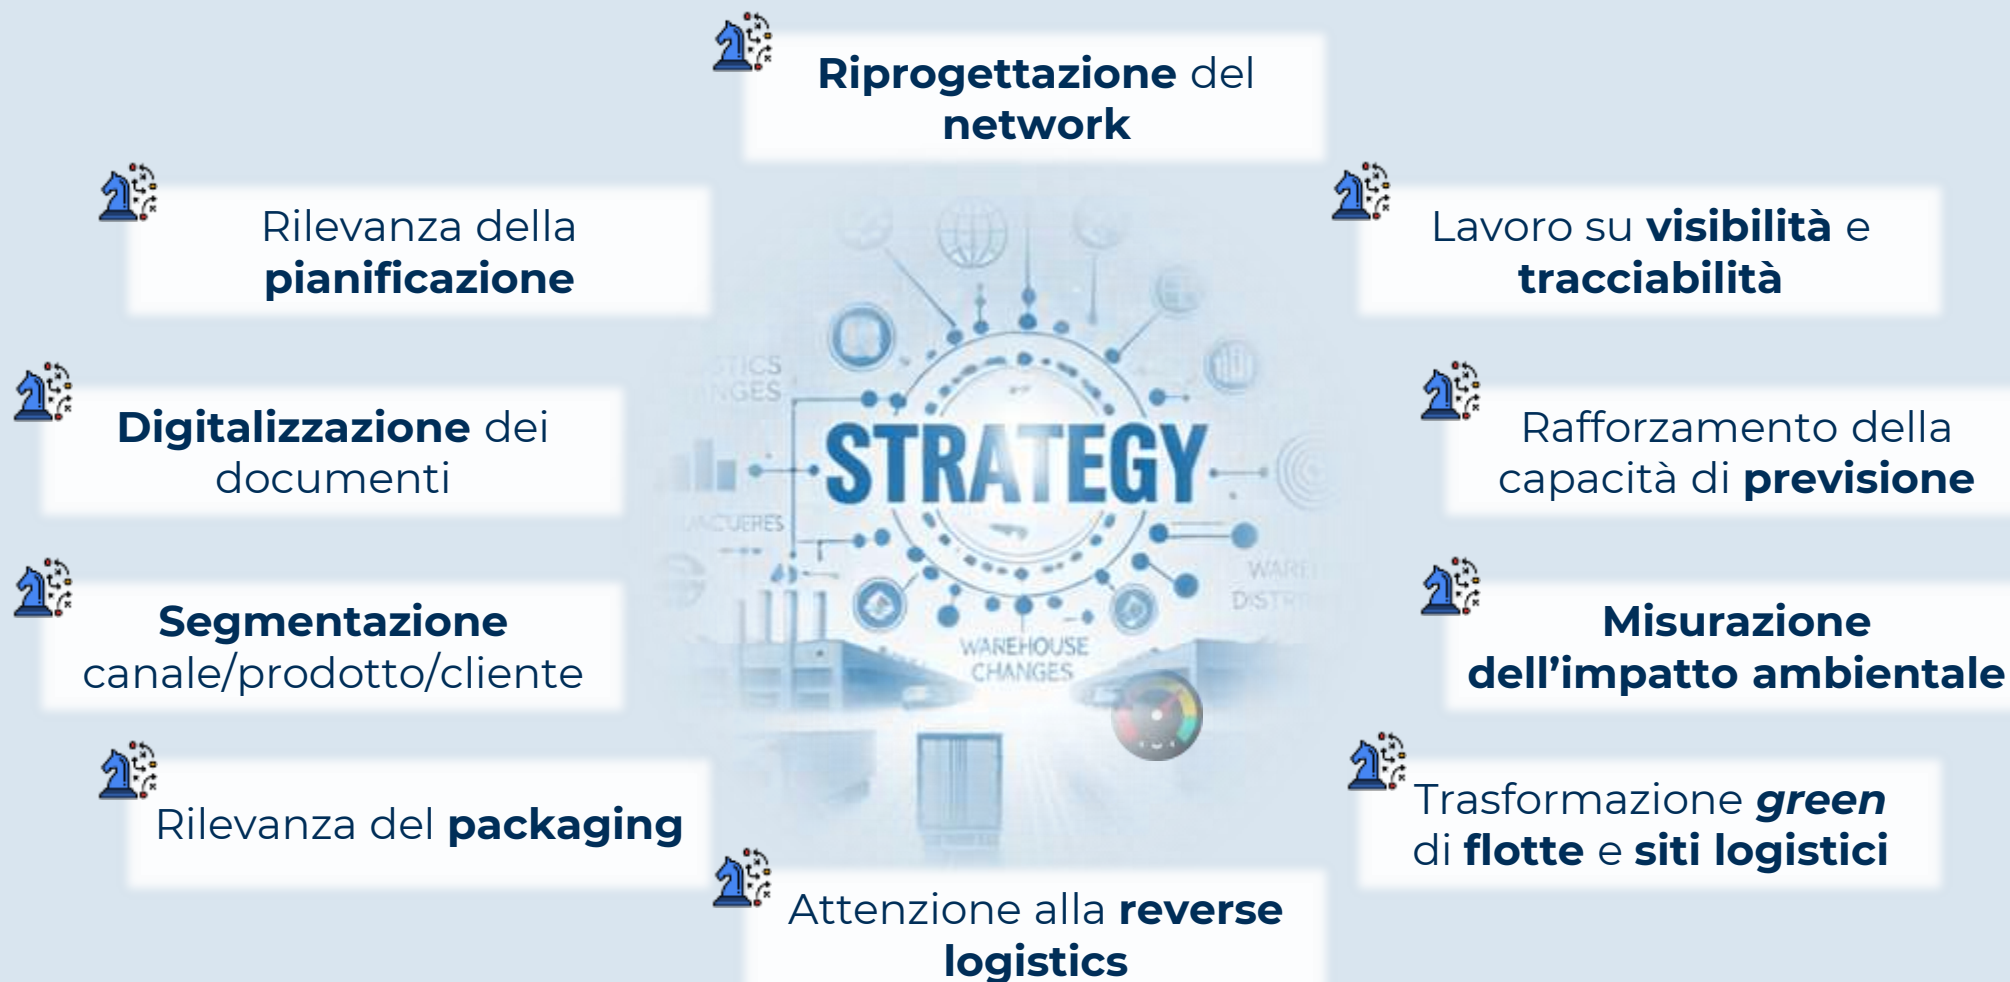 Riprogettazione del
network
Rilevanza della
pianificazione
Lavoro su visibilità e
tracciabilità
Digitalizzazione dei
documenti
Rafforzamento della
capacità di previsione
Segmentazione
canale/prodotto/cliente
Misurazione
dell’impatto ambientale
Rilevanza del packaging
Trasformazione green
di flotte e siti logistici
Attenzione alla reverse
logistics
STRATEGY
WAREHOUSE
CHANGES